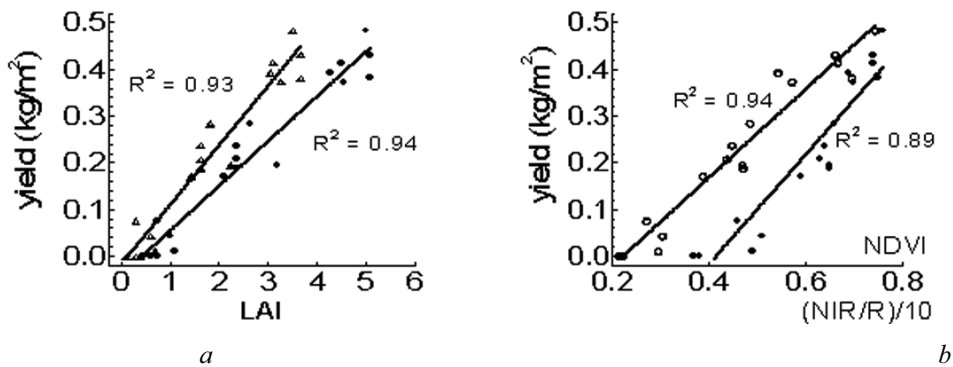 yield (kg/m²)
0.5
0.4
0.3
0.2
0.1
0.0
R² = 0.93
R² = 0.94
0 1 2 3 4 5 6
LAI
a
yield (kg/m²)
0.5
0.4
0.3
0.2
0.1
0.0
R² = 0.94
R² = 0.89
NDVI
0.2 0.4 0.6 0.8
(NIR/R)/10
b